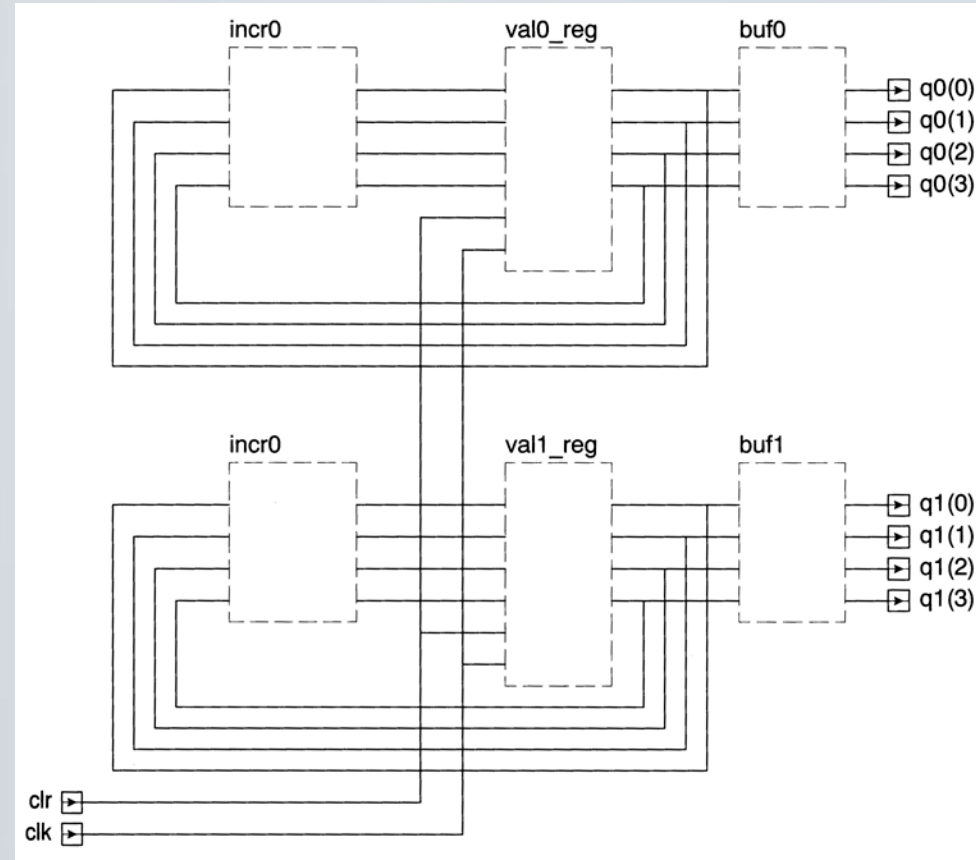 incr0 val0_reg buf0
q0(0)
q0(1)
q0(2)
q0(3)
incr0 val1_reg buf1
q1(0)
q1(1)
q1(2)
q1(3)
clr
clk